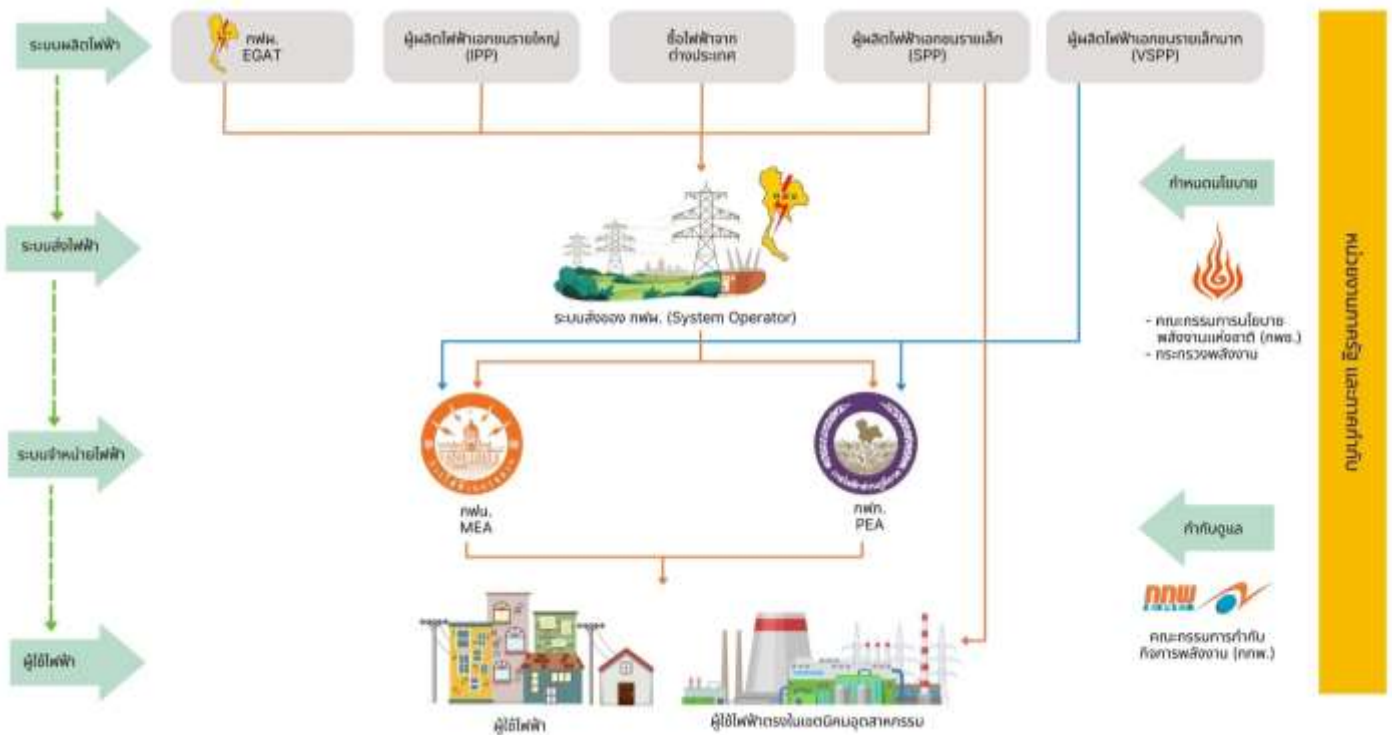 ระบบผลิตไฟฟ้า
กฟผ.
EGAT
ผู้ผลิตไฟฟ้าเอกชนรายใหญ่
(IPP)
ซื้อไฟฟ้าจาก
ต่างประเทศ
ผู้ผลิตไฟฟ้าเอกชนรายเล็ก
(SPP)
ผู้ผลิตไฟฟ้าเอกชนรายเล็กมาก
(VSPP)
กำหนดนโยบาย
ระบบส่งไฟฟ้า
ระบบส่งของ กฟผ. (System Operator)
- คณะกรรมการนโยบาย
พลังงานแห่งชาติ (กพช.)
- กระทรวงพลังงาน
หน่วยงานภาครัฐ และภาคกำกับ
ระบบจำหน่ายไฟฟ้า
กฟน.
MEA
การไฟฟ้าส่วนภูมิภาค
กฟภ.
PEA
กำกับดูแล
กกพ
คณะกรรมการกำกับ
กิจการพลังงาน (กกพ.)
ผู้ใช้ไฟฟ้า
ผู้ใช้ไฟฟ้า
ผู้ใช้ไฟฟ้าตรงในเขตนิคมอุตสาหกรรม